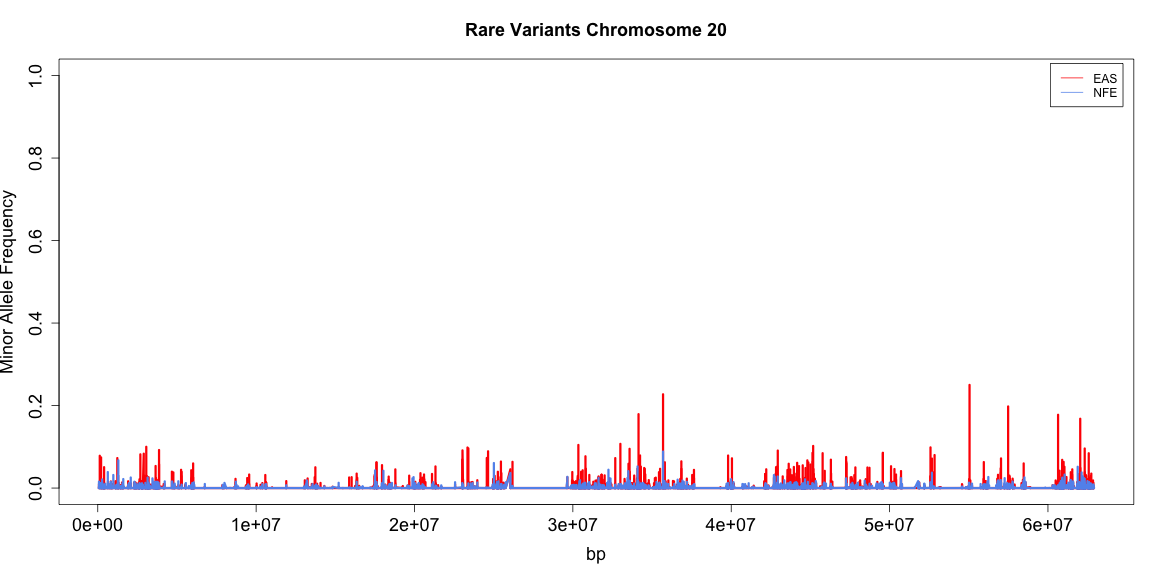 Rare Variants Chromosome 20
EAS
NFE
Minor Allele Frequency
1.0
0.8
0.6
0.4
0.2
0.0
0e+00 1e+07 2e+07 3e+07 4e+07 5e+07 6e+07
bp